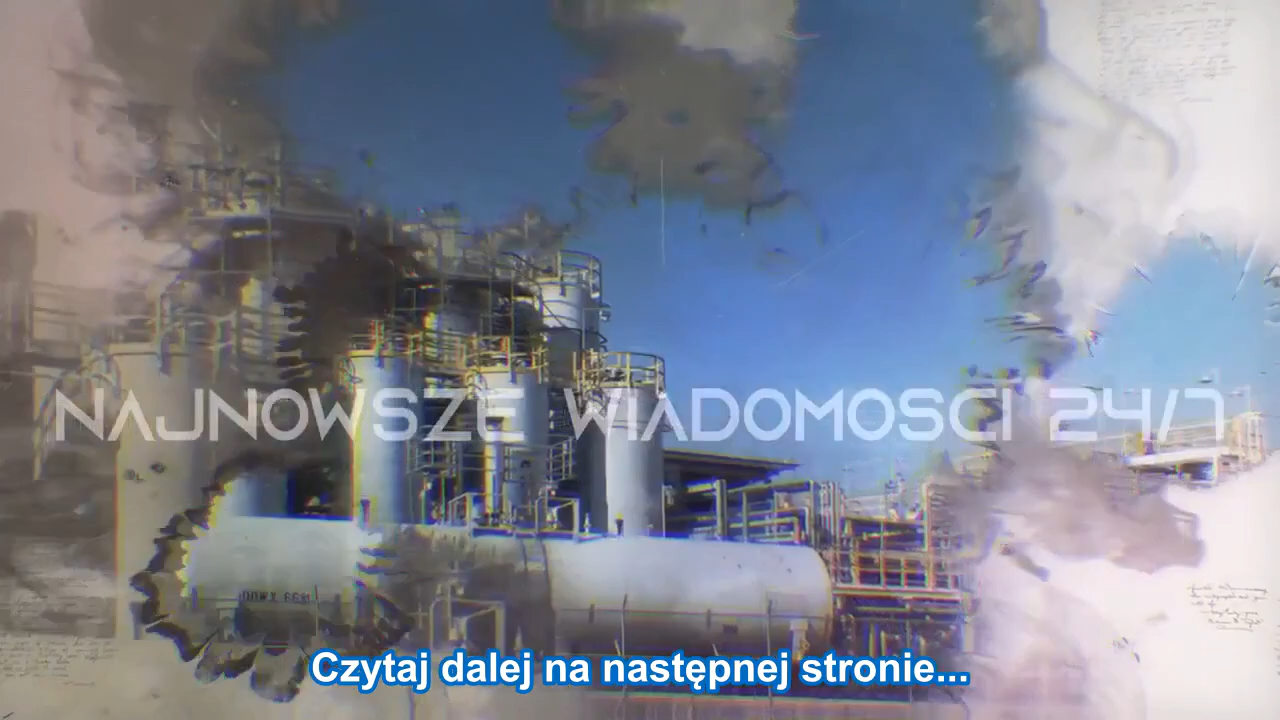 NAJNOWSZE WIADOMOSCI 24/7
Czytaj dalej na następnej stronie...